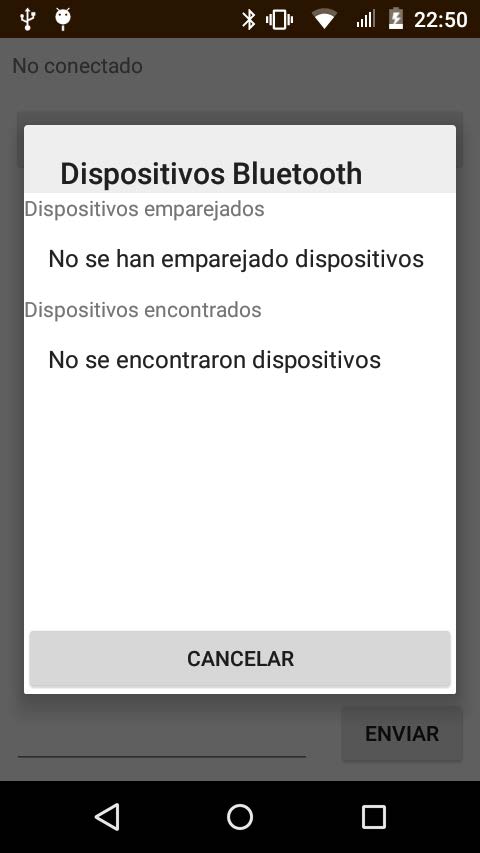 22:50
No conectado
Dispositivos Bluetooth
Dispositivos emparejados
No se han emparejado dispositivos
Dispositivos encontrados
No se encontraron dispositivos
CANCELAR
ENVIAR